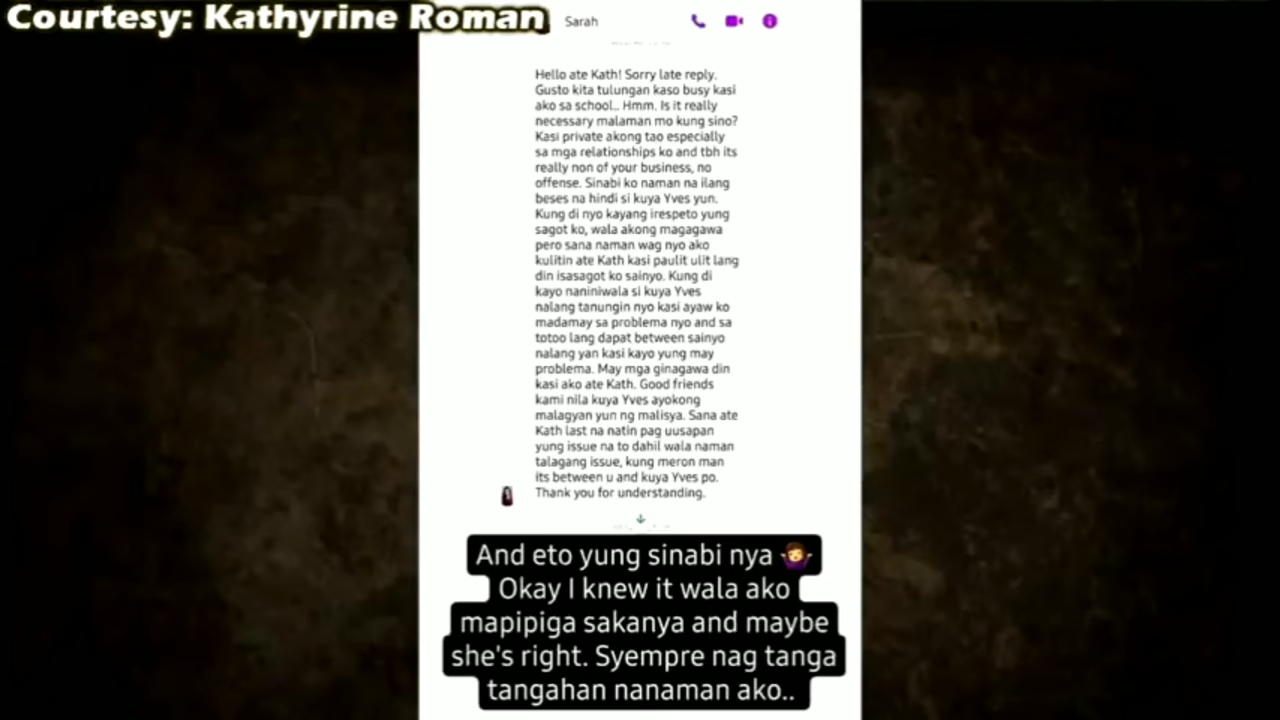 Courtesy: Kathyrine Roman
Sarah
Hello ate Kath! Sorry late reply.
Gusto kita tulungan kaso busy kasi
ako sa school.. Hmm. Is it really
necessary malaman mo kung sino?
Kasi private akong tao especially
sa mga relationships ko and tbh its
really non of your business, no
offense. Sinabi ko naman na ilang
beses na hindi si kuya Yves yun.
Kung di nyo kayang irespeto yung
sagot ko, wala akong magagawa
pero sana naman wag nyo ako
kulitin ate Kath kasi paulit ulit lang
din isasagot ko sainyo. Kung di
kayo naniniwala si kuya Yves
nalang tanungin nyo kasi ayaw ko
madamay sa problema nyo and sa
totoo lang dapat between sainyo
nalang yan kasi kayo yung may
problema. May mga ginagawa din
kasi ako ate Kath. Good friends
kami nila kuya Yves ayokong
malagyan yun ng malisya. Sana ate
Kath last na natin pag uusapan
yung issue na to dahil wala naman
talagang issue, kung meron man
its between u and kuya Yves po.
Thank you for understanding.
And eto yung sinabi nya 🤷‍♀️
Okay I knew it wala ako
mapipiga sakanya and maybe
she's right. Syempre nag tanga
tangahan nanaman ako..